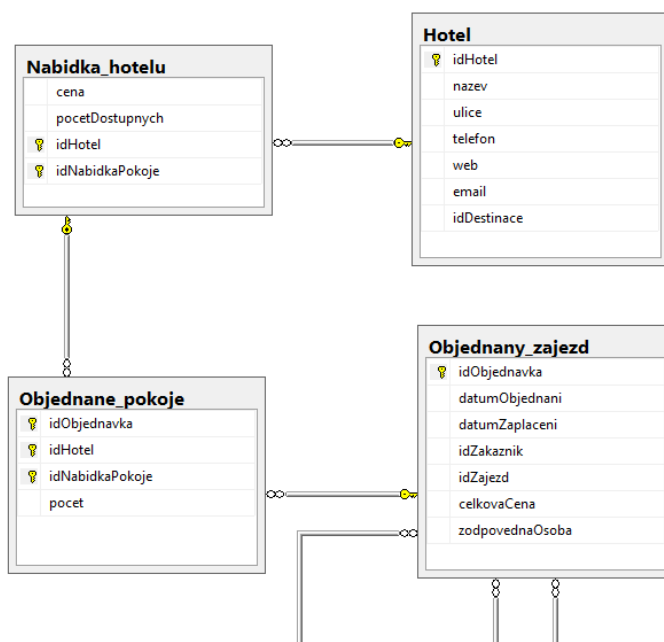 Nabidka_hotelu
cena
pocetDostupnych
idHotel
idNabidkaPokoje
Hotel
idHotel
nazev
ulice
telefon
web
email
idDestinace
Objednane_pokoje
idObjednavka
idHotel
idNabidkaPokoje
pocet
Objednany_zajezd
idObjednavka
datumObjednani
datumZaplaceni
idZakaznik
idZajezd
celkovaCena
zodpovednaOsoba